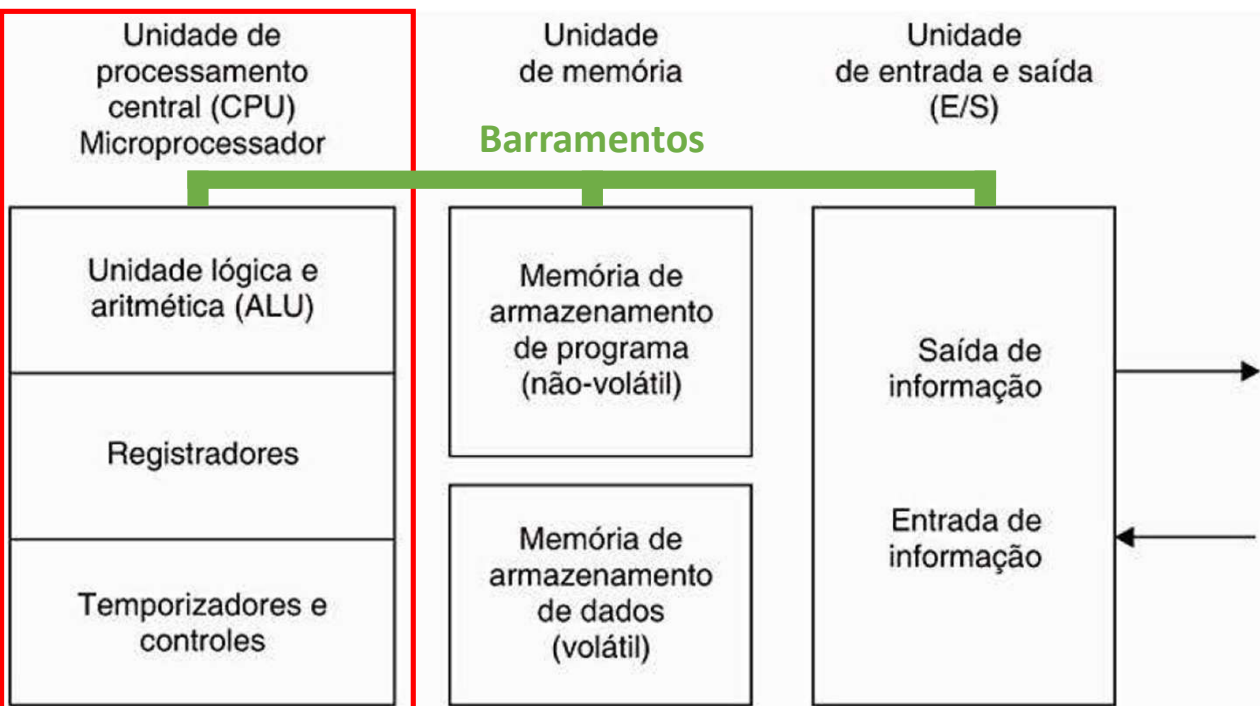 Unidade de
processamento
central (CPU)
Microprocessador
Unidade
de memória
Unidade
de entrada e saída
(E/S)
Barramentos
Unidade lógica e
aritmética (ALU)
Registradores
Temporizadores e
controles
Memória de
armazenamento
de programa
(não-volátil)
Memória de
armazenamento
de dados
(volátil)
Saída de
informação
Entrada de
informação